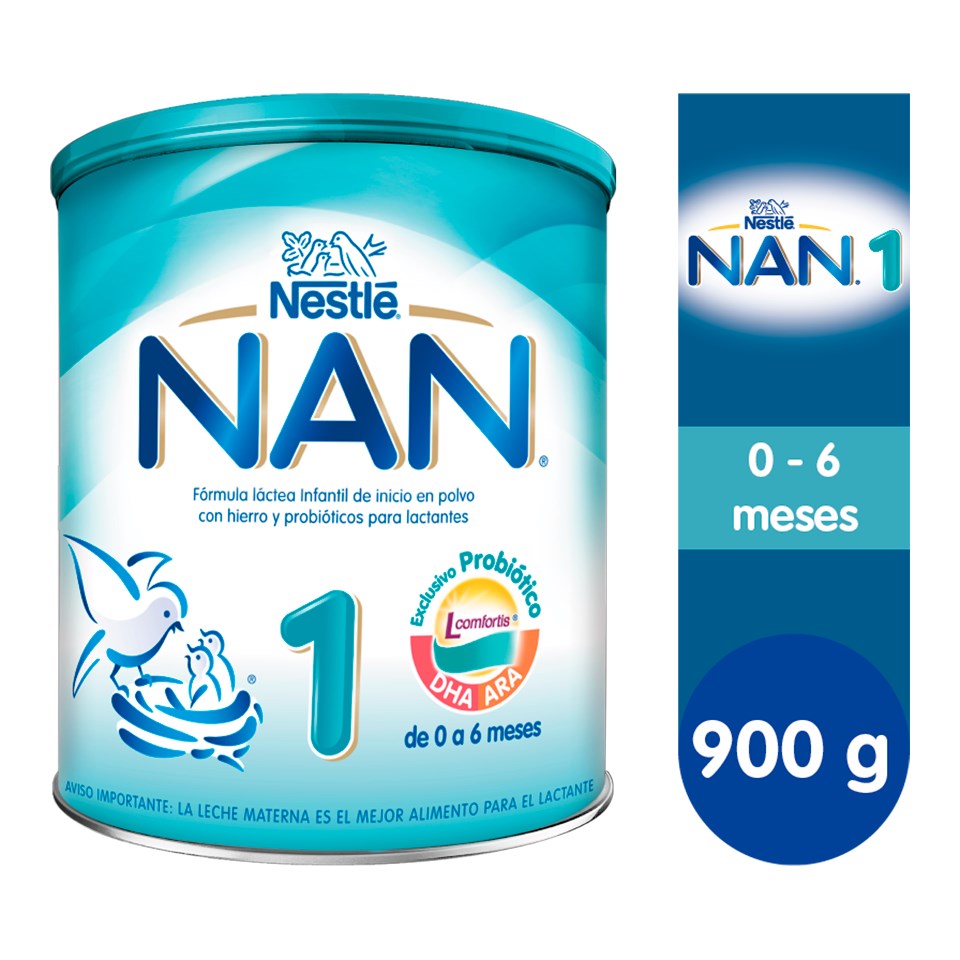 Nestlé®
NAN®
Fórmula láctea Infantil de inicio en polvo
con hierro y probióticos para lactantes
Exclusivo Probiótico
L comfortis®
DHA ARA
1
®
de 0 a 6 meses
AVISO IMPORTANTE: LA LECHE MATERNA ES EL MEJOR ALIMENTO PARA EL LACTANTE
Nestlé
NAN. 1
0 - 6
meses
900 g